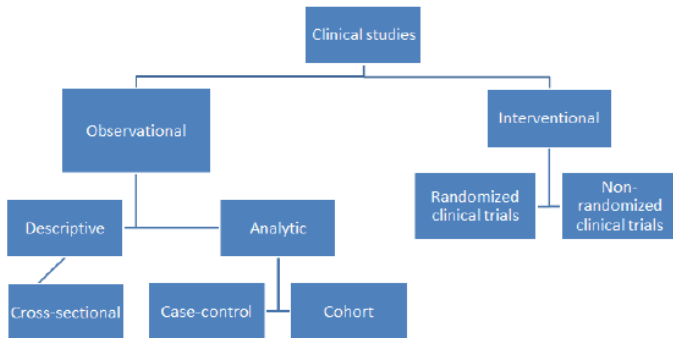 Clinical studies
Observational
Interventional
Randomized
clinical trials
Non-
randomized
clinical trials
Descriptive
Analytic
Cross-sectional
Case-control
Cohort